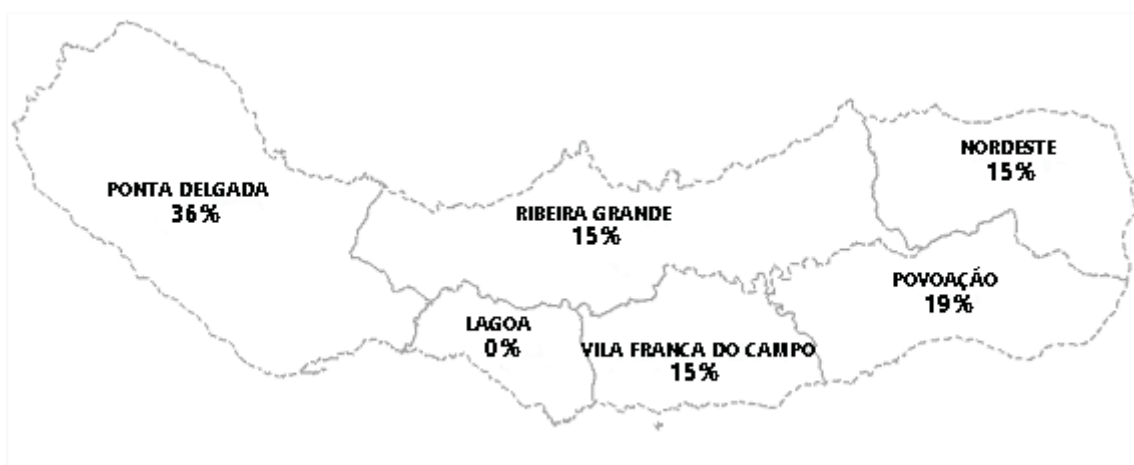 NORDESTE
15%
PONTA DELGADA
36%
RIBEIRA GRANDE
15%
POVOAÇÃO
19%
LAGOA
0%
VILA FRANCA DO CAMPO
15%